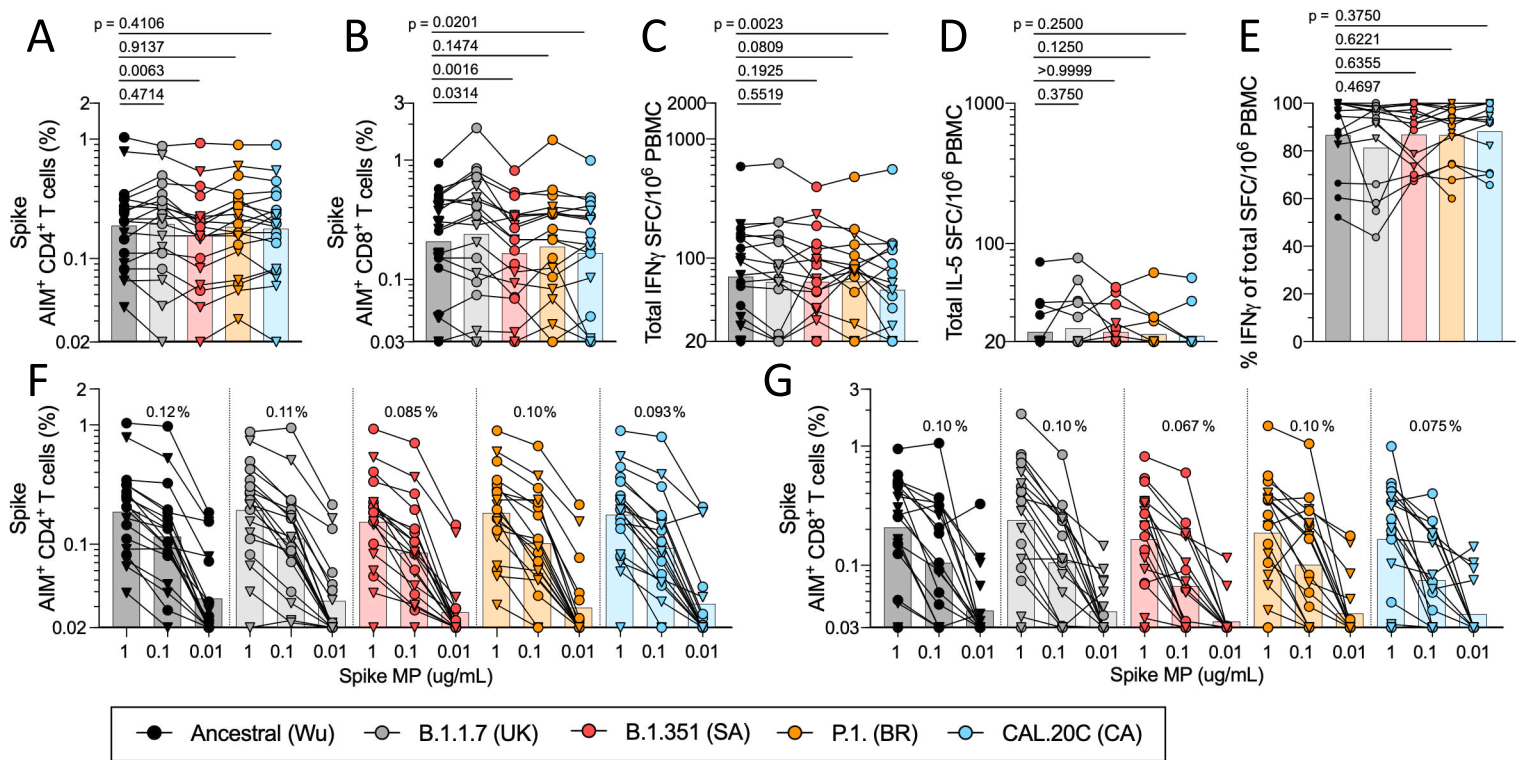 A
p = 0.4106
0.9137
0.0063
0.4714
2
1
0.1
0.02
Spike
AIM+ CD4+ T cells (%)
B
p = 0.0201
0.1474
0.0016
0.0314
3
1
0.1
0.03
Spike
AIM+ CD8+ T cells (%)
C
p = 0.0023
0.0809
0.1925
0.5519
2000
1000
100
20
Total IFNγ SFC/10⁶ PBMC
D
p = 0.2500
0.1250
>0.9999
0.3750
1000
100
20
Total IL-5 SFC/10⁶ PBMC
E
p = 0.3750
0.6221
0.6355
0.4697
100
80
60
40
20
0
% IFNγ of total SFC/10⁶ PBMC
F
2
1
0.1
0.02
Spike
AIM+ CD4+ T cells (%)
0.12 % 0.11 % 0.085 % 0.10 % 0.093 %
1 0.1 0.01 1 0.1 0.01 1 0.1 0.01 1 0.1 0.01 1 0.1 0.01
Spike MP (ug/mL)
G
3
1
0.1
0.03
Spike
AIM+ CD8+ T cells (%)
0.10 % 0.10 % 0.067 % 0.10 % 0.075 %
1 0.1 0.01 1 0.1 0.01 1 0.1 0.01 1 0.1 0.01 1 0.1 0.01
Spike MP (ug/mL)
Ancestral (Wu) B.1.1.7 (UK) B.1.351 (SA) P.1. (BR) CAL.20C (CA)